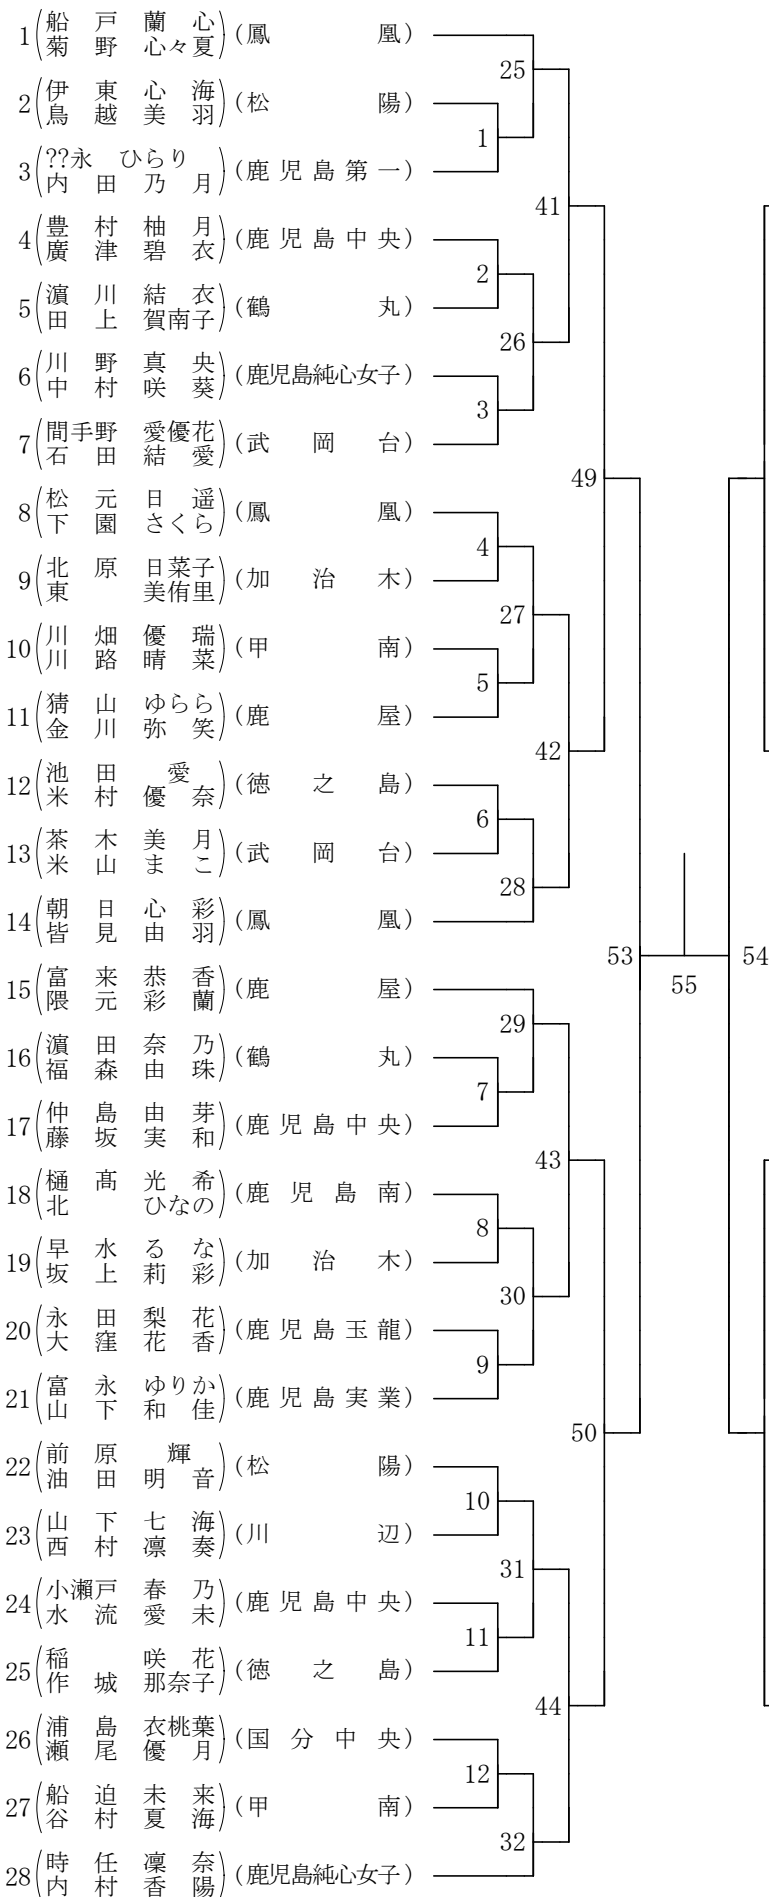 1 船戸蘭心 菊野心々夏 (鳳凰)
2 伊東心海 鳥越美羽 (松陽)
3 ??永ひらり 内田乃月 (鹿児島第一)
4 豊村柚月 廣津碧衣 (鹿児島中央)
5 濵川結衣 田上賀南子 (鶴丸)
6 川野真央 中村咲葵 (鹿児島純心女子)
7 間手野愛優花 石田結愛 (武岡台)
8 松元日遥 下園さくら (鳳凰)
9 北原日菜子 東美侑里 (加治木)
10 川畑優瑞 川路晴菜 (甲南)
11 猜山ゆらら 金川弥笑 (鹿屋)
12 池田愛 米村優奈 (徳之島)
13 茶木美月 米山まこ (武岡台)
14 朝日心彩 皆見由羽 (鳳凰)
15 富来恭香 隈元彩蘭 (鹿屋)
16 濵田奈乃 福森由珠 (鶴丸)
17 仲島由芽 藤坂実和 (鹿児島中央)
18 樋髙光希 北ひなの (鹿児島南)
19 早水るな 坂上莉彩 (加治木)
20 永田梨花 大窪花香 (鹿児島玉龍)
21 富永ゆりか 山下和佳 (鹿児島実業)
22 前原輝 油田明音 (松陽)
23 山下七海 西村凛奏 (川辺)
24 小瀬戸春乃 水流愛未 (鹿児島中央)
25 稲咲花 作城那奈子 (徳之島)
26 浦島衣桃葉 瀬尾優月 (国分中央)
27 船迫未来 谷村夏海 (甲南)
28 時任凜奈 内村香陽 (鹿児島純心女子)
1
2
3
4
5
6
7
8
9
10
11
12
25
26
27
28
29
30
31
32
41
42
43
44
49
50
53
55
54